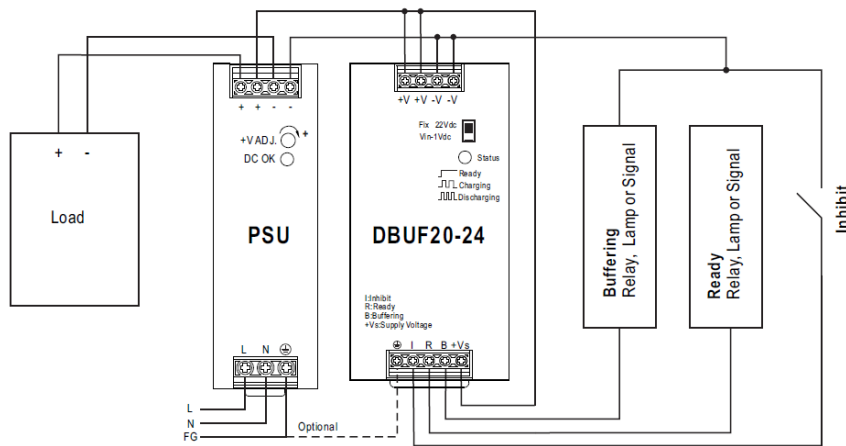 + + - -
+V +V -V -V
+V ADJ.
+
DC OK
Fix 22Vdc
Vin-1Vdc
Status
Ready
Charging
Discharging
+ -
Load
PSU
DBUF20-24
I:Inhibit
R:Ready
B:Buffering
+Vs:Supply Voltage
L N
I R B +Vs
L
N
FG
Optional
Buffering
Relay, Lamp or Signal
Ready
Relay, Lamp or Signal
Inhibit